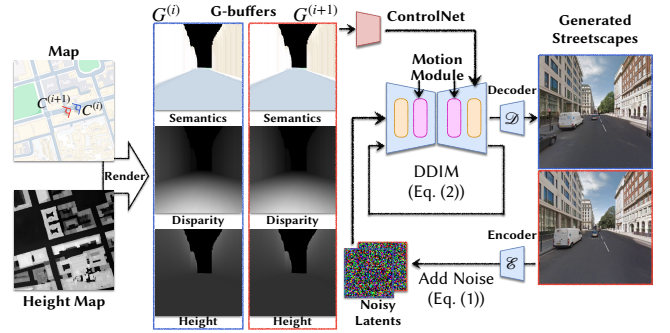 Map
C^{(i+1)}
C^{(i)}
Height Map
Render
G^{(i)}
G-buffers
G^{(i+1)}
Semantics
Semantics
Disparity
Disparity
Height
Height
ControlNet
Motion
Module
DDIM
(Eq. (2))
Decoder
𝒟
Generated
Streetscapes
Encoder
ℰ
Add Noise
(Eq. (1))
Noisy
Latents